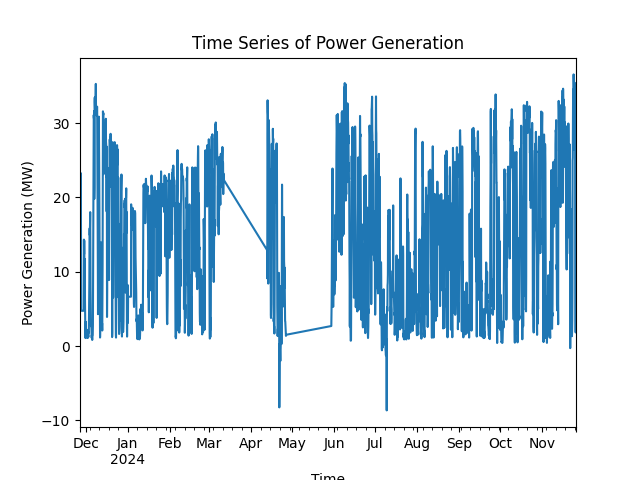 Time Series of Power Generation
Power Generation (MW)
30
20
10
0
−10
Dec Jan Feb Mar Apr May Jun Jul Aug Sep Oct Nov
2024
Time